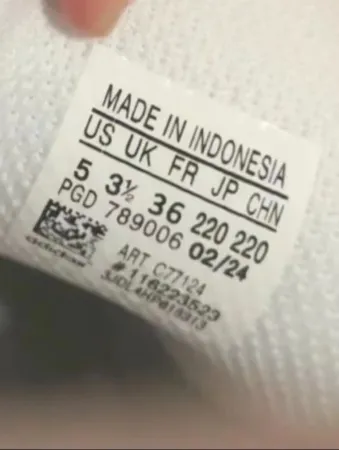 MADE IN INDONESIA
US UK FR JP CHN
5 3½ 36 220 220
PGD 789006 02/24
ART C77124
#116223523
adidas